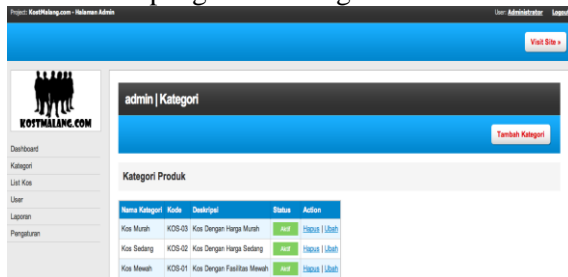 Project: KostMalang.com - Halaman Admin
User: Administrator Logout
Visit Site »
KOSTMALANG.COM
admin | Kategori
Tambah Kategori
Dashboard
Kategori
List Kos
User
Laporan
Pengaturan
Kategori Produk
Nama Kategori Kode Deskripsi Status Action
Kos Murah KOS-03 Kos Dengan Harga Murah Aktif Hapus | Ubah
Kos Sedang KOS-02 Kos Dengan Harga Sedang Aktif Hapus | Ubah
Kos Mewah KOS-01 Kos Dengan Fasilitas Mewah Aktif Hapus | Ubah